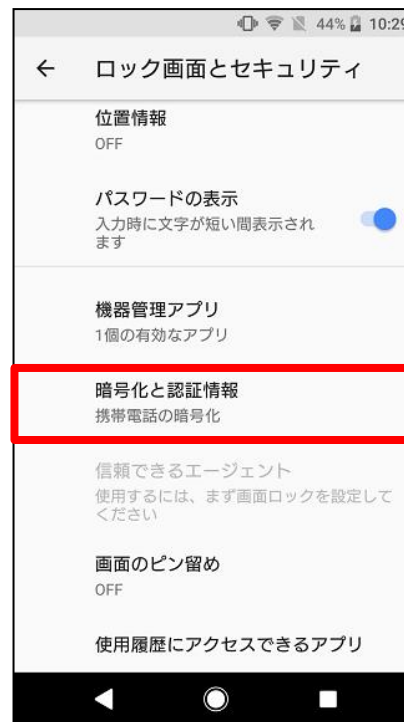 44% 10:29
ロック画面とセキュリティ
位置情報
OFF
パスワードの表示
入力時に文字が短い間表示され
ます
機器管理アプリ
1個の有効なアプリ
暗号化と認証情報
携帯電話の暗号化
信頼できるエージェント
使用するには、まず画面ロックを設定して
ください
画面のピン留め
OFF
使用履歴にアクセスできるアプリ